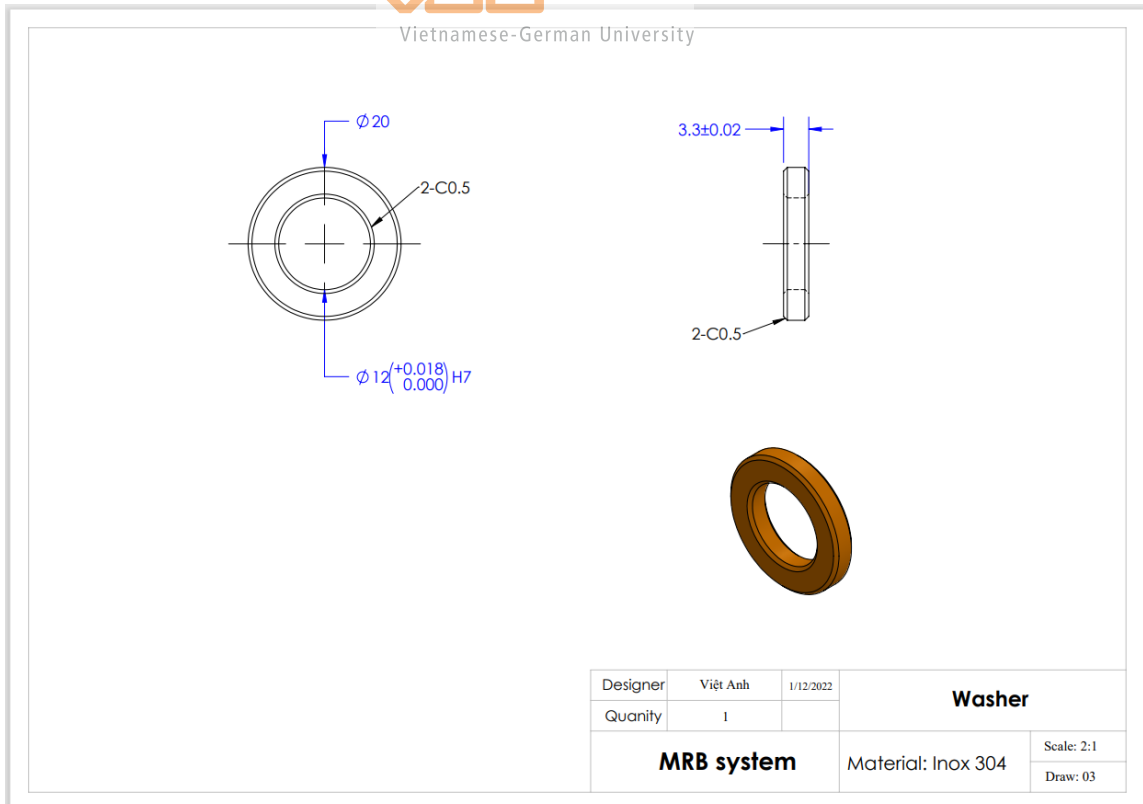 Vietnamese-German University
Ø20
2-C0.5
Ø12(+0.018 0.000)H7
3.3±0.02
2-C0.5
Designer Việt Anh 1/12/2022
Quanity 1
Washer
MRB system
Material: Inox 304
Scale: 2:1
Draw: 03